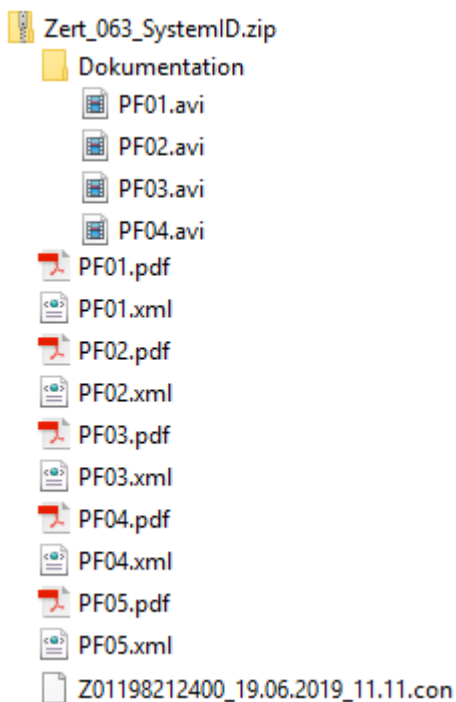 Zert_063_SystemID.zip
Dokumentation
PF01.avi
PF02.avi
PF03.avi
PF04.avi
PF01.pdf
PF01.xml
PF02.pdf
PF02.xml
PF03.pdf
PF03.xml
PF04.pdf
PF04.xml
PF05.pdf
PF05.xml
Z01198212400_19.06.2019_11.11.con